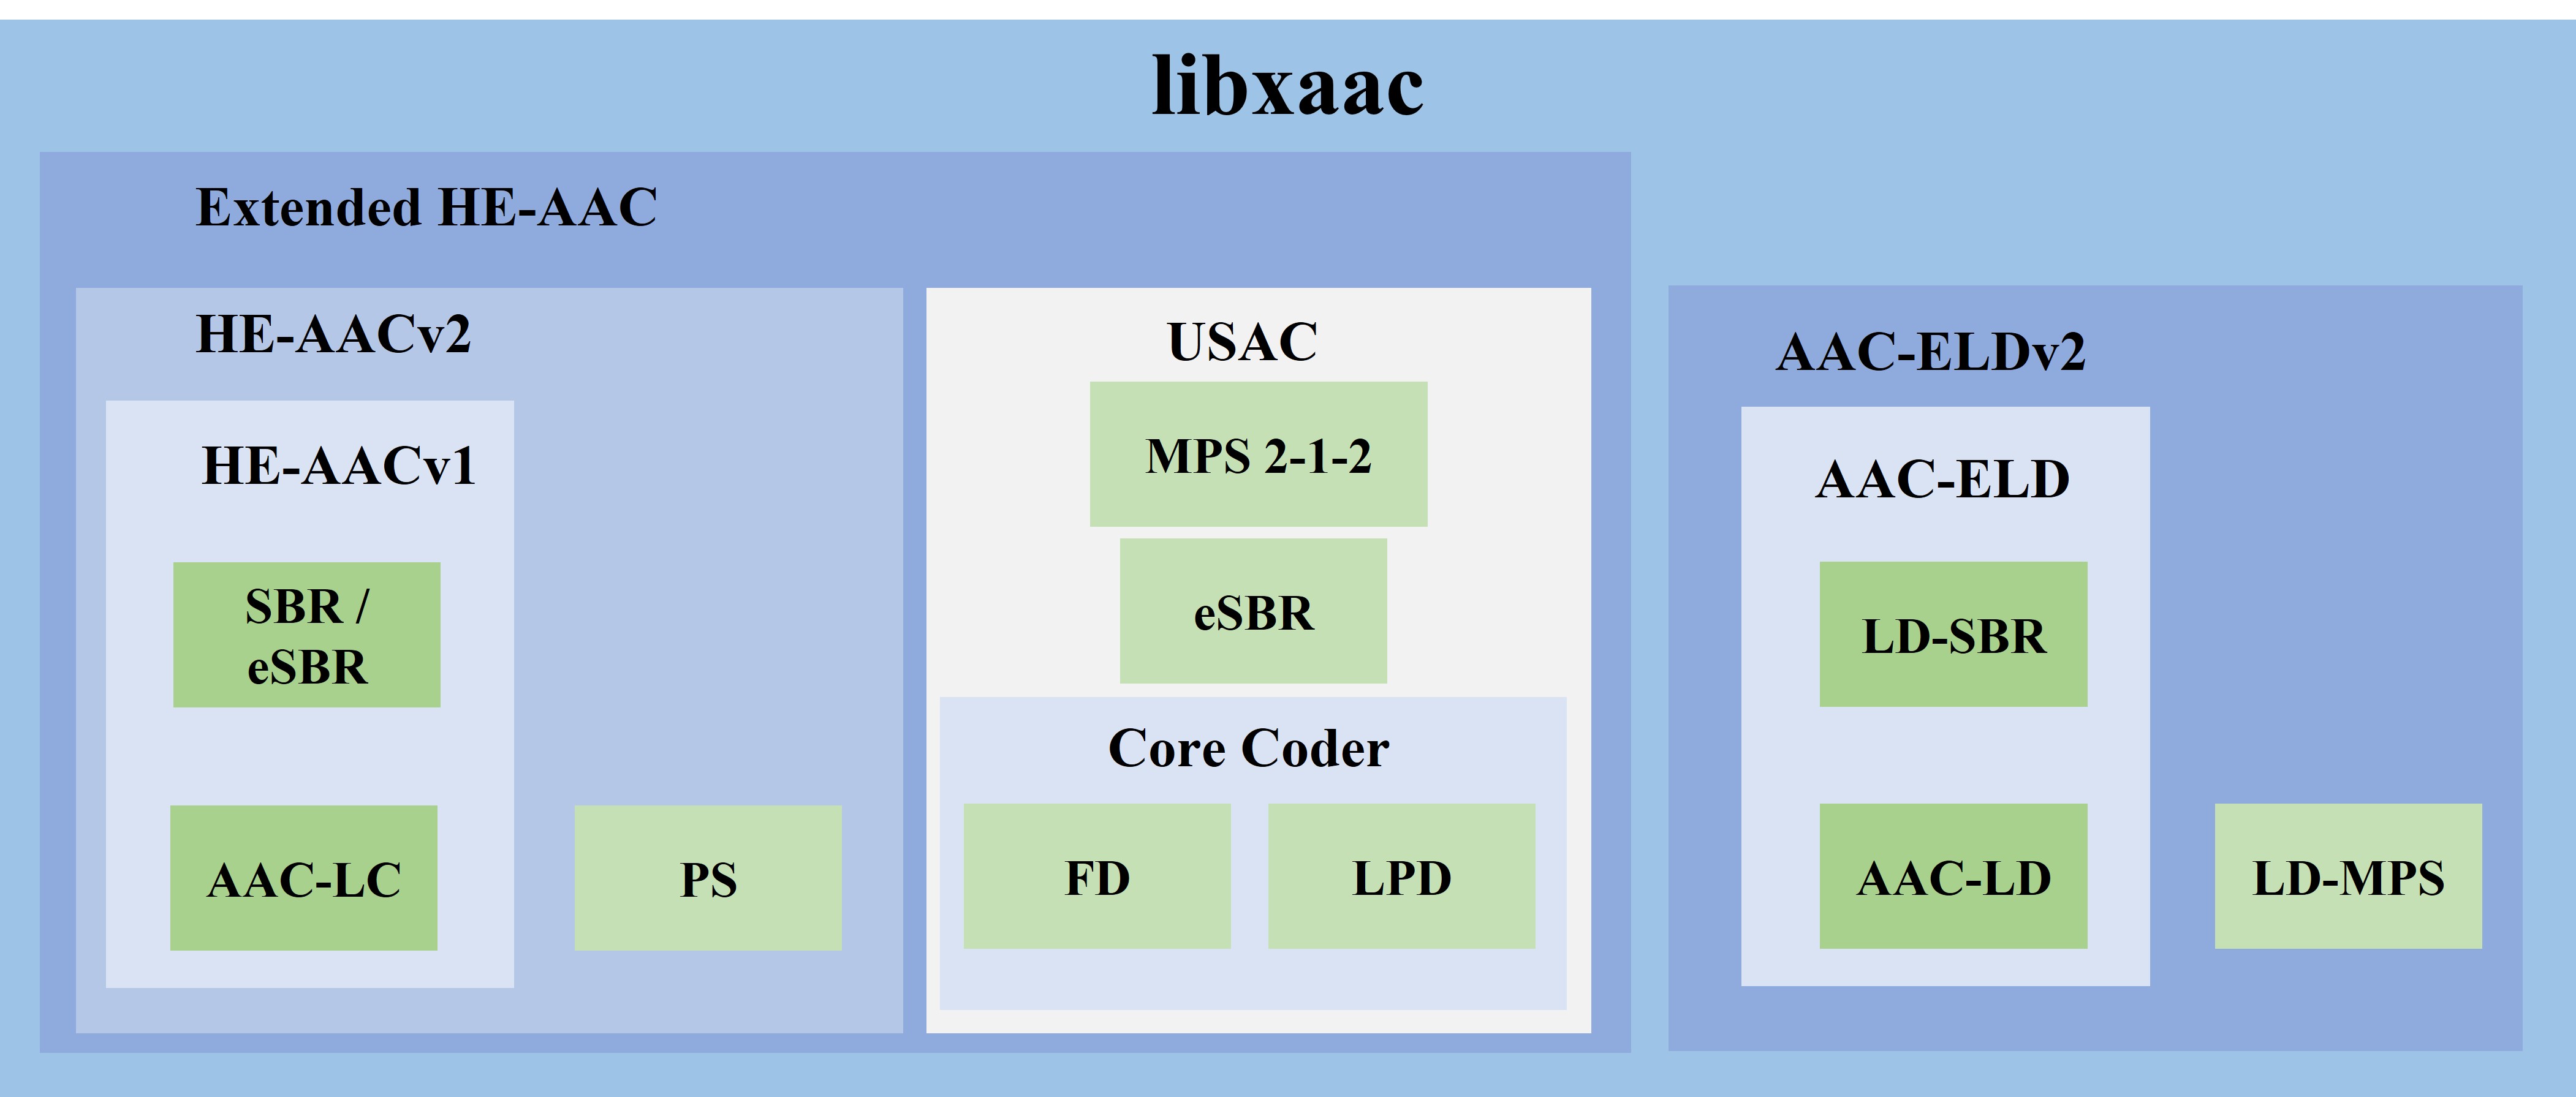 libxaac
Extended HE-AAC
HE-AACv2
HE-AACv1
SBR /
eSBR
AAC-LC
PS
USAC
MPS 2-1-2
eSBR
Core Coder
FD
LPD
AAC-ELDv2
AAC-ELD
LD-SBR
AAC-LD
LD-MPS